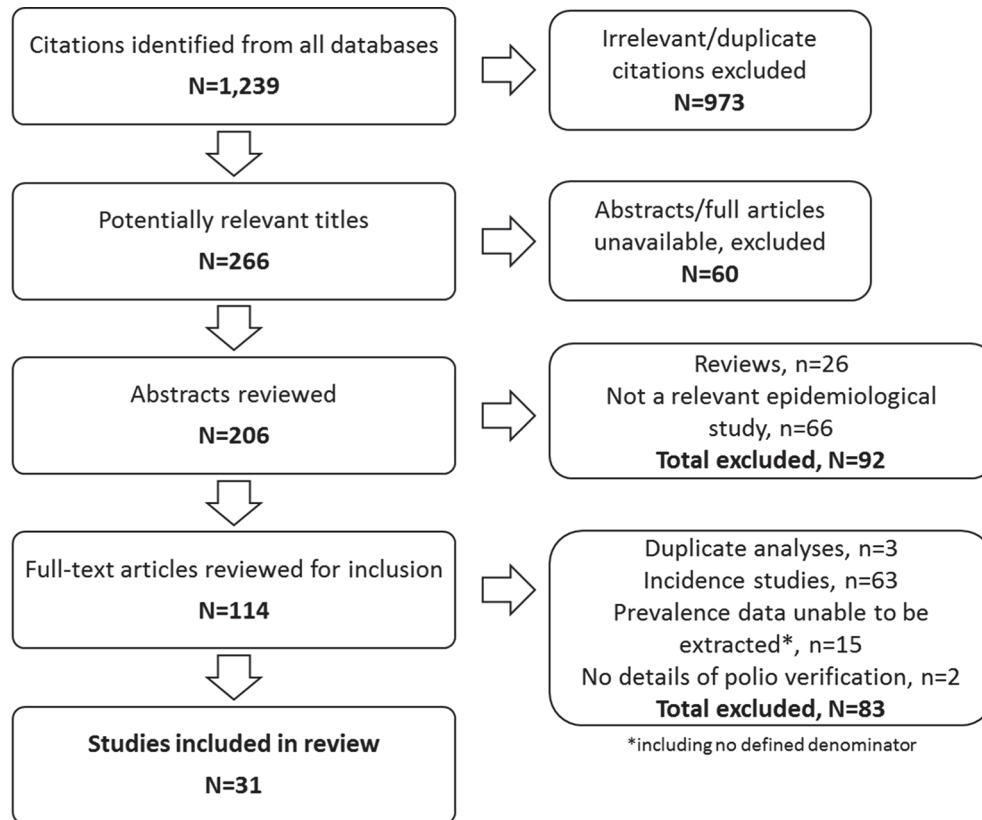 Citations identified from all databases
N=1,239
Irrelevant/duplicate
citations excluded
N=973
Potentially relevant titles
N=266
Abstracts/full articles
unavailable, excluded
N=60
Abstracts reviewed
N=206
Reviews, n=26
Not a relevant epidemiological
study, n=66
Total excluded, N=92
Full-text articles reviewed for inclusion
N=114
Duplicate analyses, n=3
Incidence studies, n=63
Prevalence data unable to be
extracted*, n=15
No details of polio verification, n=2
Total excluded, N=83
*including no defined denominator
Studies included in review
N=31